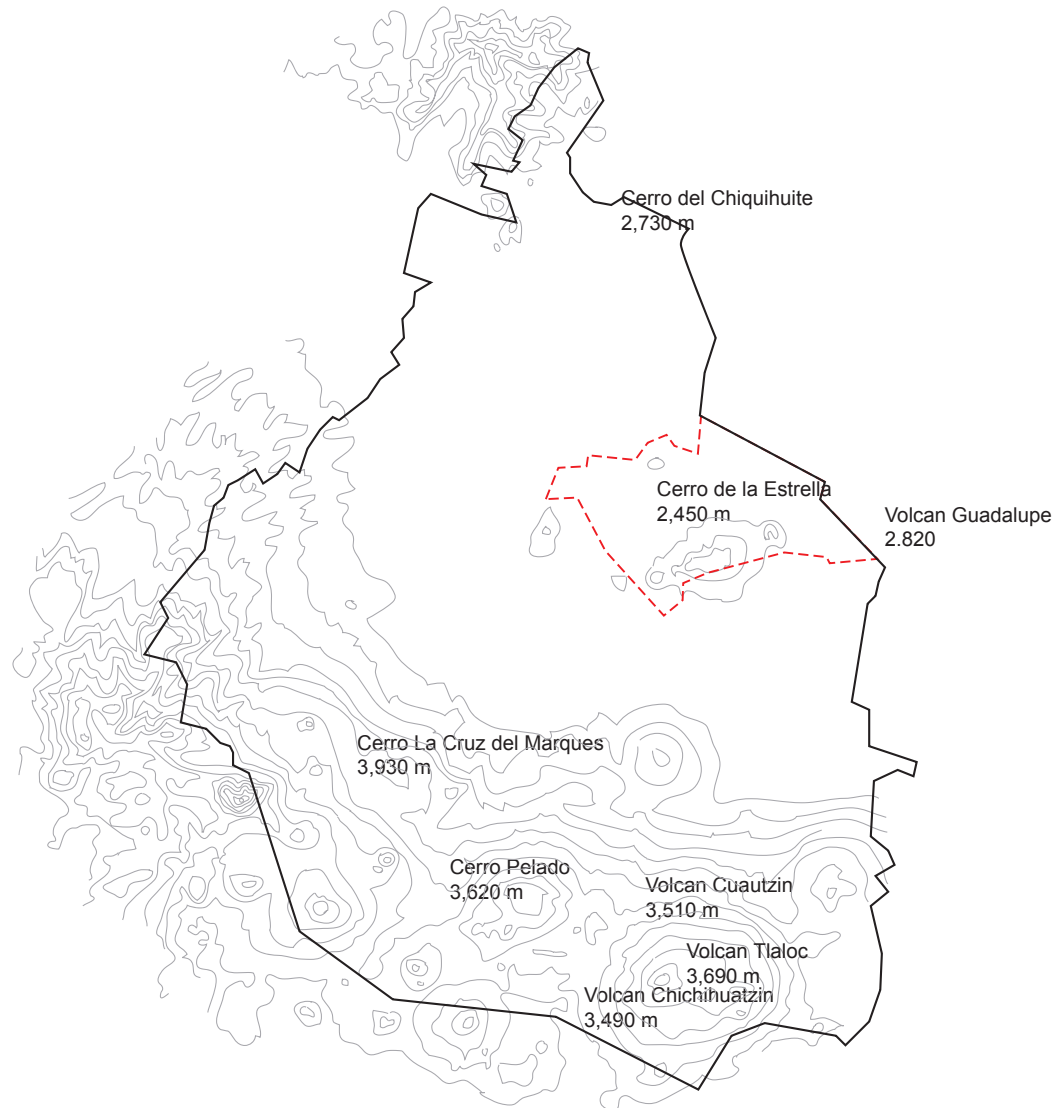 Cerro del Chiquihuite
2,730 m
Cerro de la Estrella
2,450 m
Volcan Guadalupe
2.820
Cerro La Cruz del Marques
3,930 m
Cerro Pelado
3,620 m
Volcan Cuautzin
3,510 m
Volcan Tlaloc
3,690 m
Volcan Chichihuatzin
3,490 m